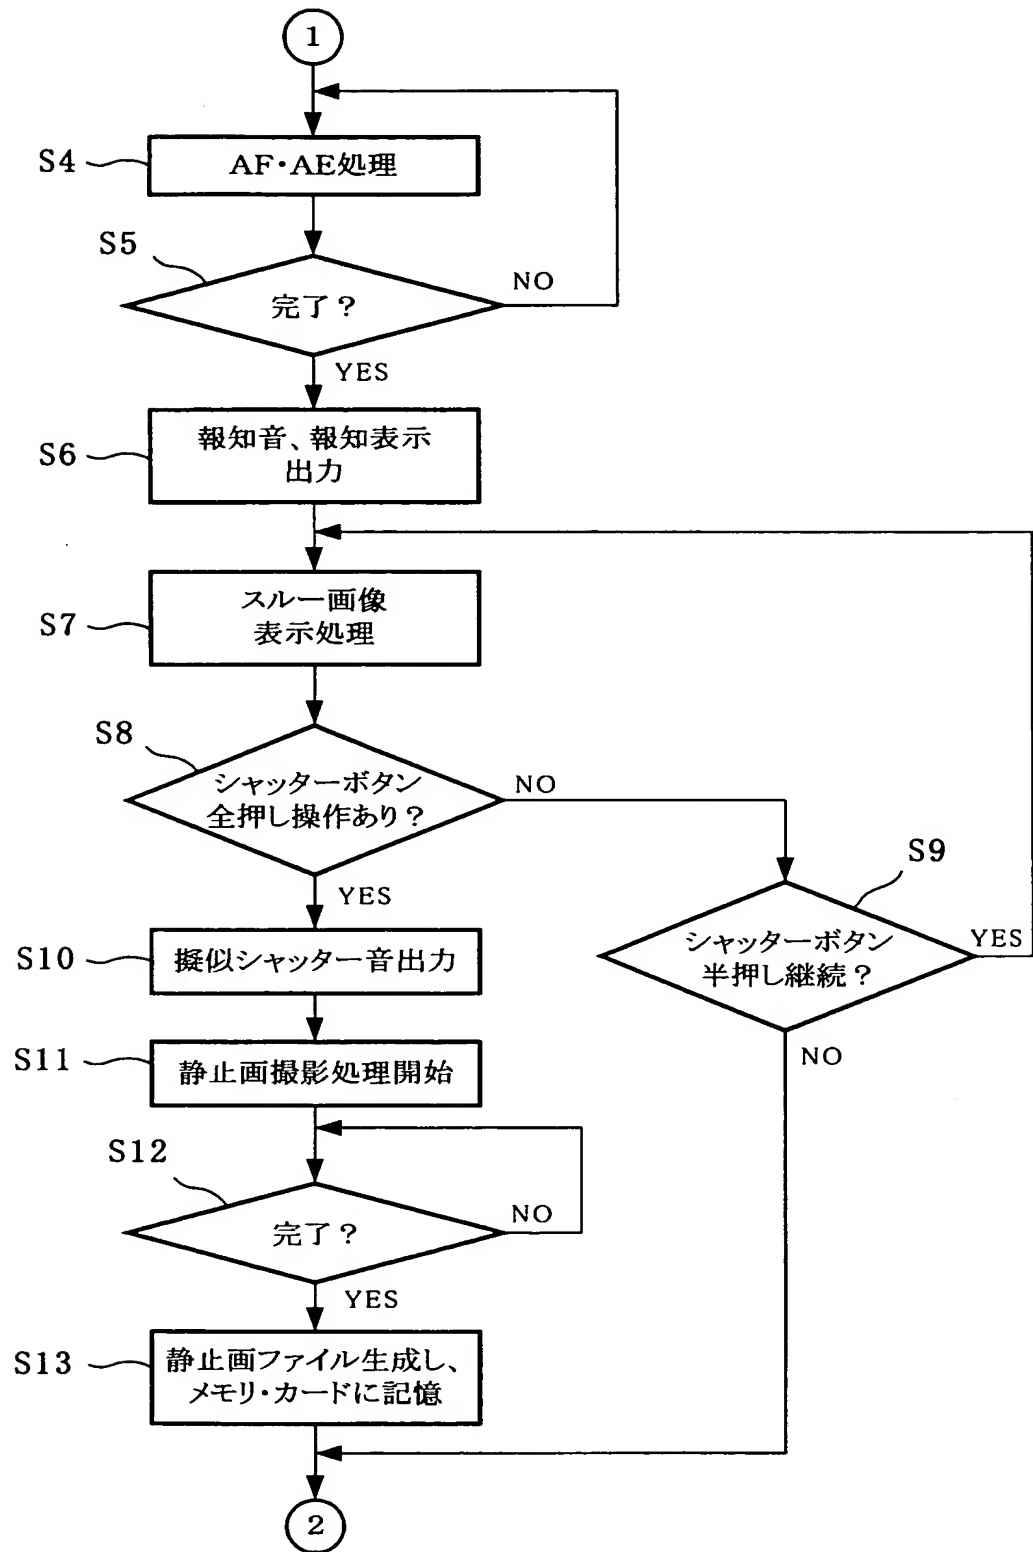 1
S4
AF・AE処理
S5
完了？
NO
YES
S6
報知音、報知表示
出力
S7
スルー画像
表示処理
S8
シャッターボタン
全押し操作あり？
NO
YES
S9
シャッターボタン
半押し継続？
YES
NO
S10
擬似シャッター音出力
S11
静止画撮影処理開始
S12
完了？
NO
YES
S13
静止画ファイル生成し、
メモリ・カードに記憶
2